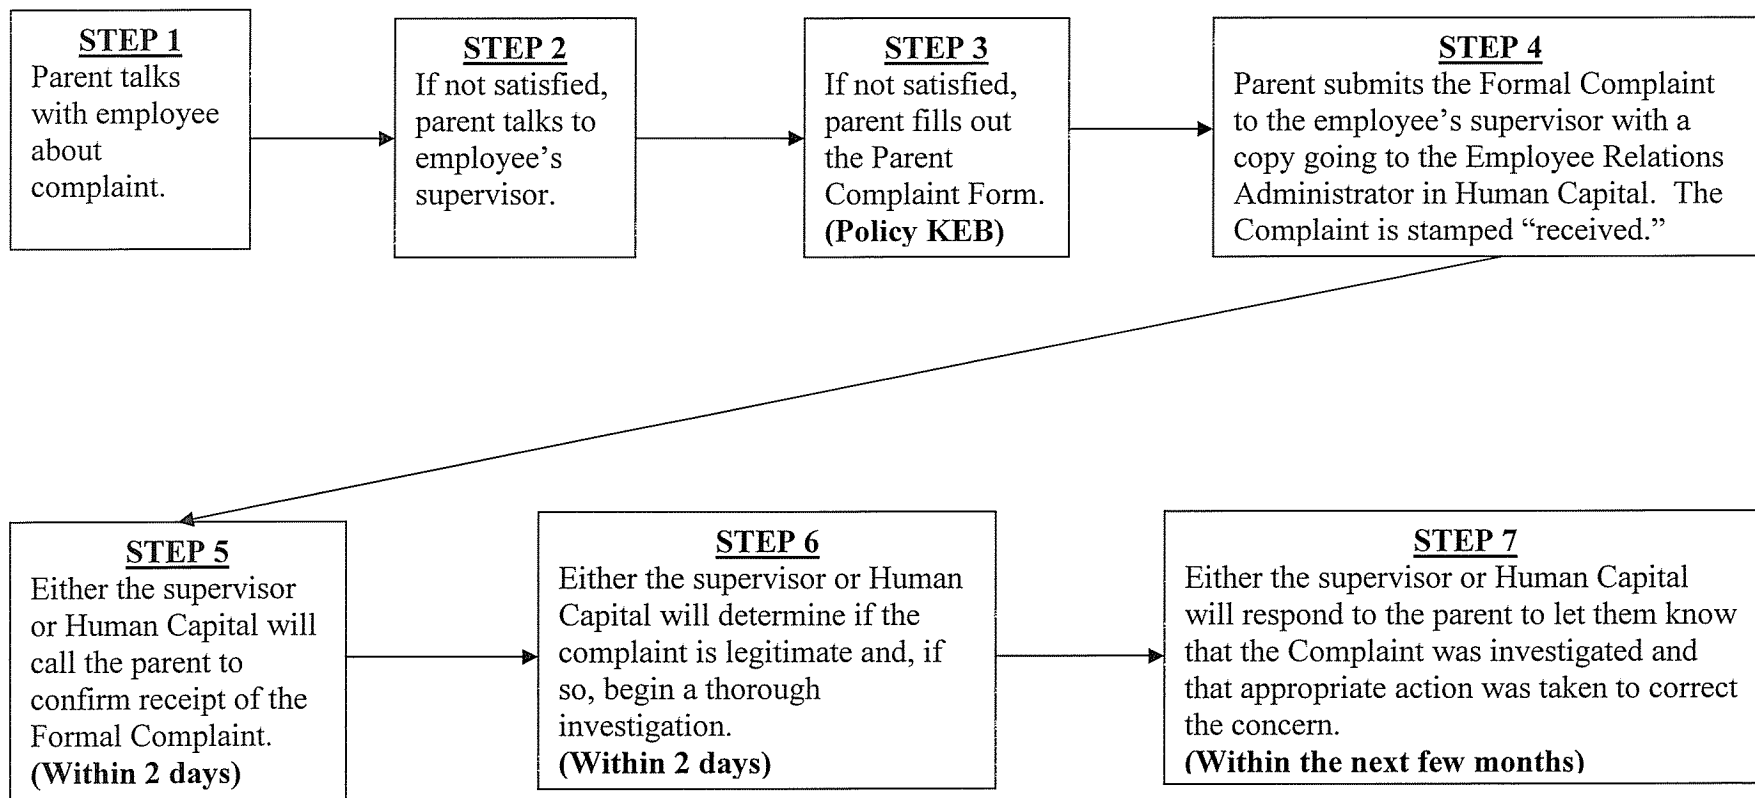 STEP 1
Parent talks
with employee
about
complaint.
STEP 2
If not satisfied,
parent talks to
employee’s
supervisor.
STEP 3
If not satisfied,
parent fills out
the Parent
Complaint Form.
(Policy KEB)
STEP 4
Parent submits the Formal Complaint
to the employee’s supervisor with a
copy going to the Employee Relations
Administrator in Human Capital.  The
Complaint is stamped “received.”
STEP 5
Either the supervisor
or Human Capital will
call the parent to
confirm receipt of the
Formal Complaint.
(Within 2 days)
STEP 6
Either the supervisor or Human
Capital will determine if the
complaint is legitimate and, if
so, begin a thorough
investigation.
(Within 2 days)
STEP 7
Either the supervisor or Human Capital
will respond to the parent to let them know
that the Complaint was investigated and
that appropriate action was taken to correct
the concern.
(Within the next few months)